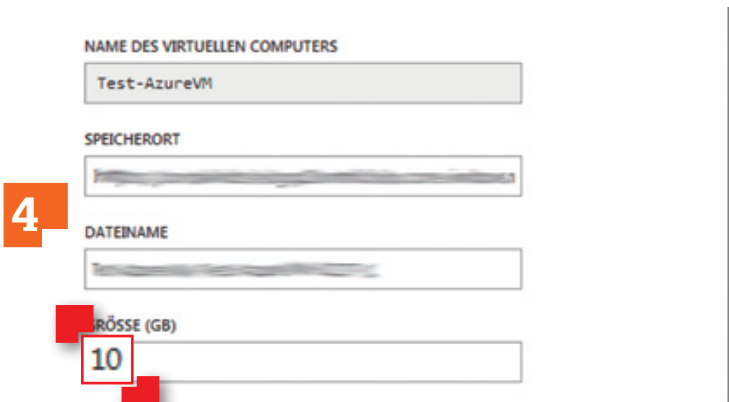 NAME DES VIRTUELLEN COMPUTERS
Test-AzureVM
SPEICHERORT
4
DATEINAME
GRÖSSE (GB)
10